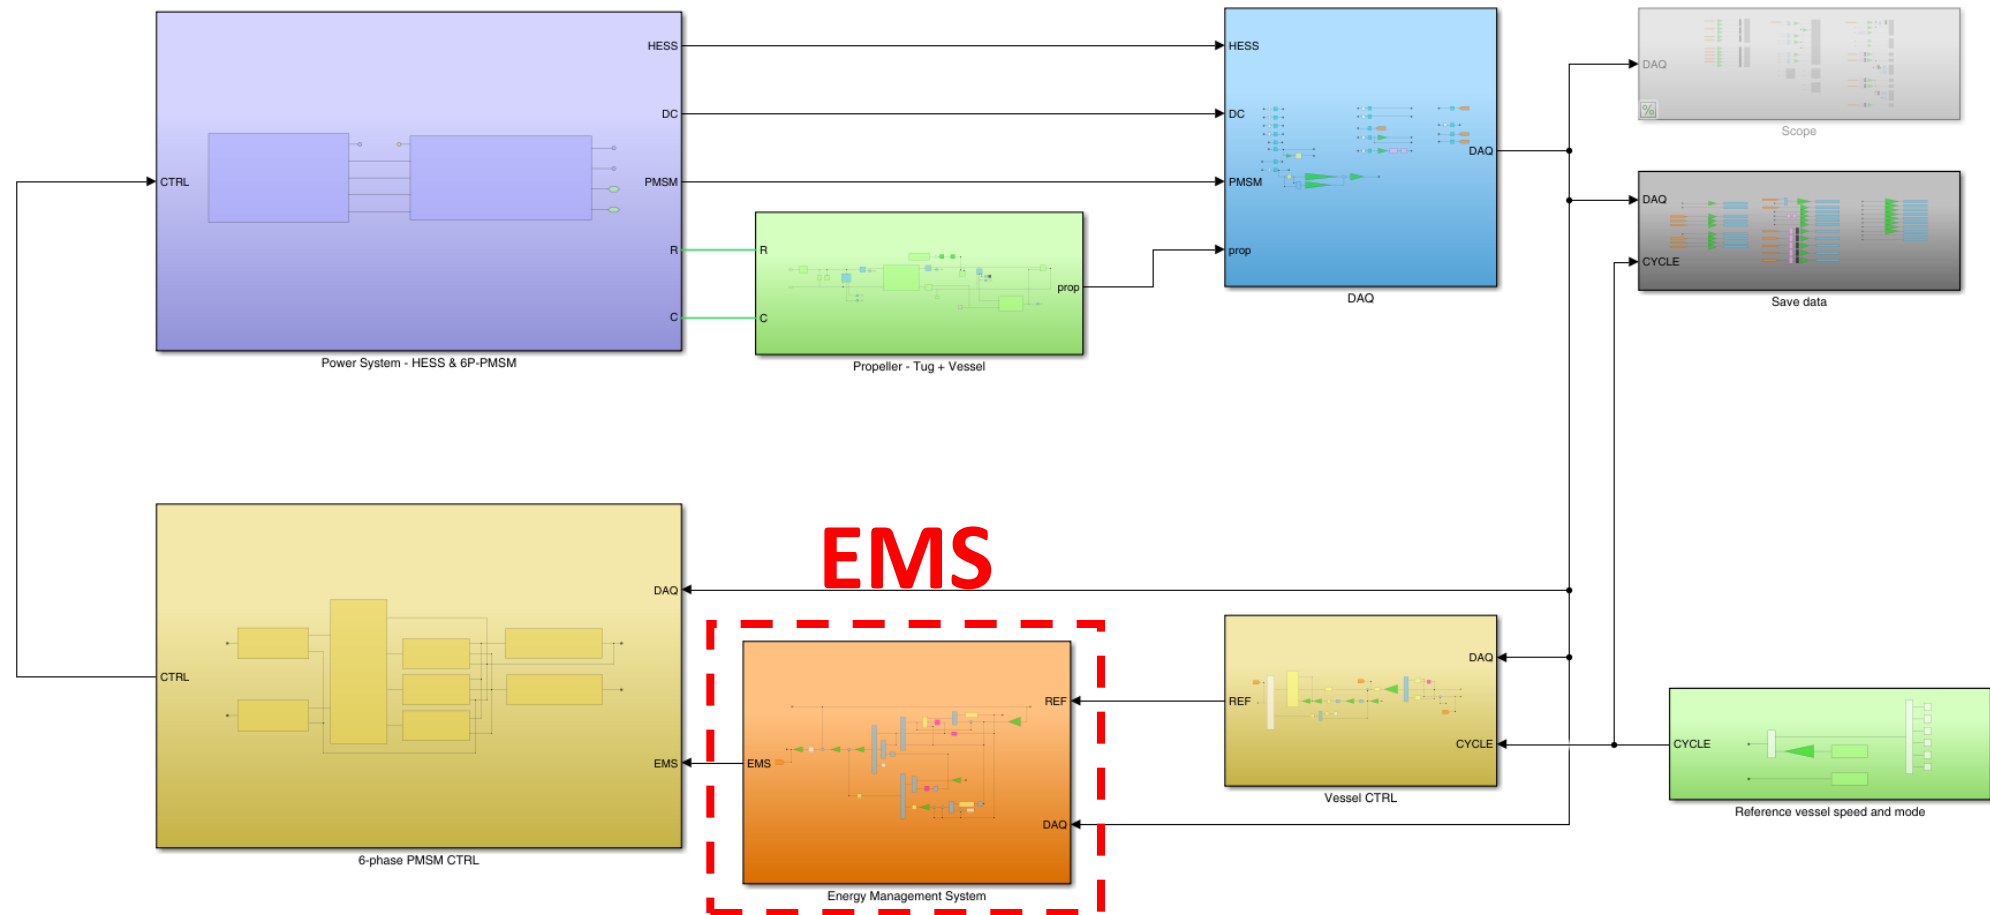 HESS
DC
PMSM
R
C
CTRL
Power System - HESS & 6P-PMSM
R
C
prop
Propeller - Tug + Vessel
HESS
DC
PMSM
prop
DAQ
DAQ
DAQ
%
Scope
DAQ
CYCLE
Save data
EMS
DAQ
CTRL
EMS
6-phase PMSM CTRL
REF
EMS
DAQ
Energy Management System
DAQ
REF
CYCLE
Vessel CTRL
CYCLE
Reference vessel speed and mode